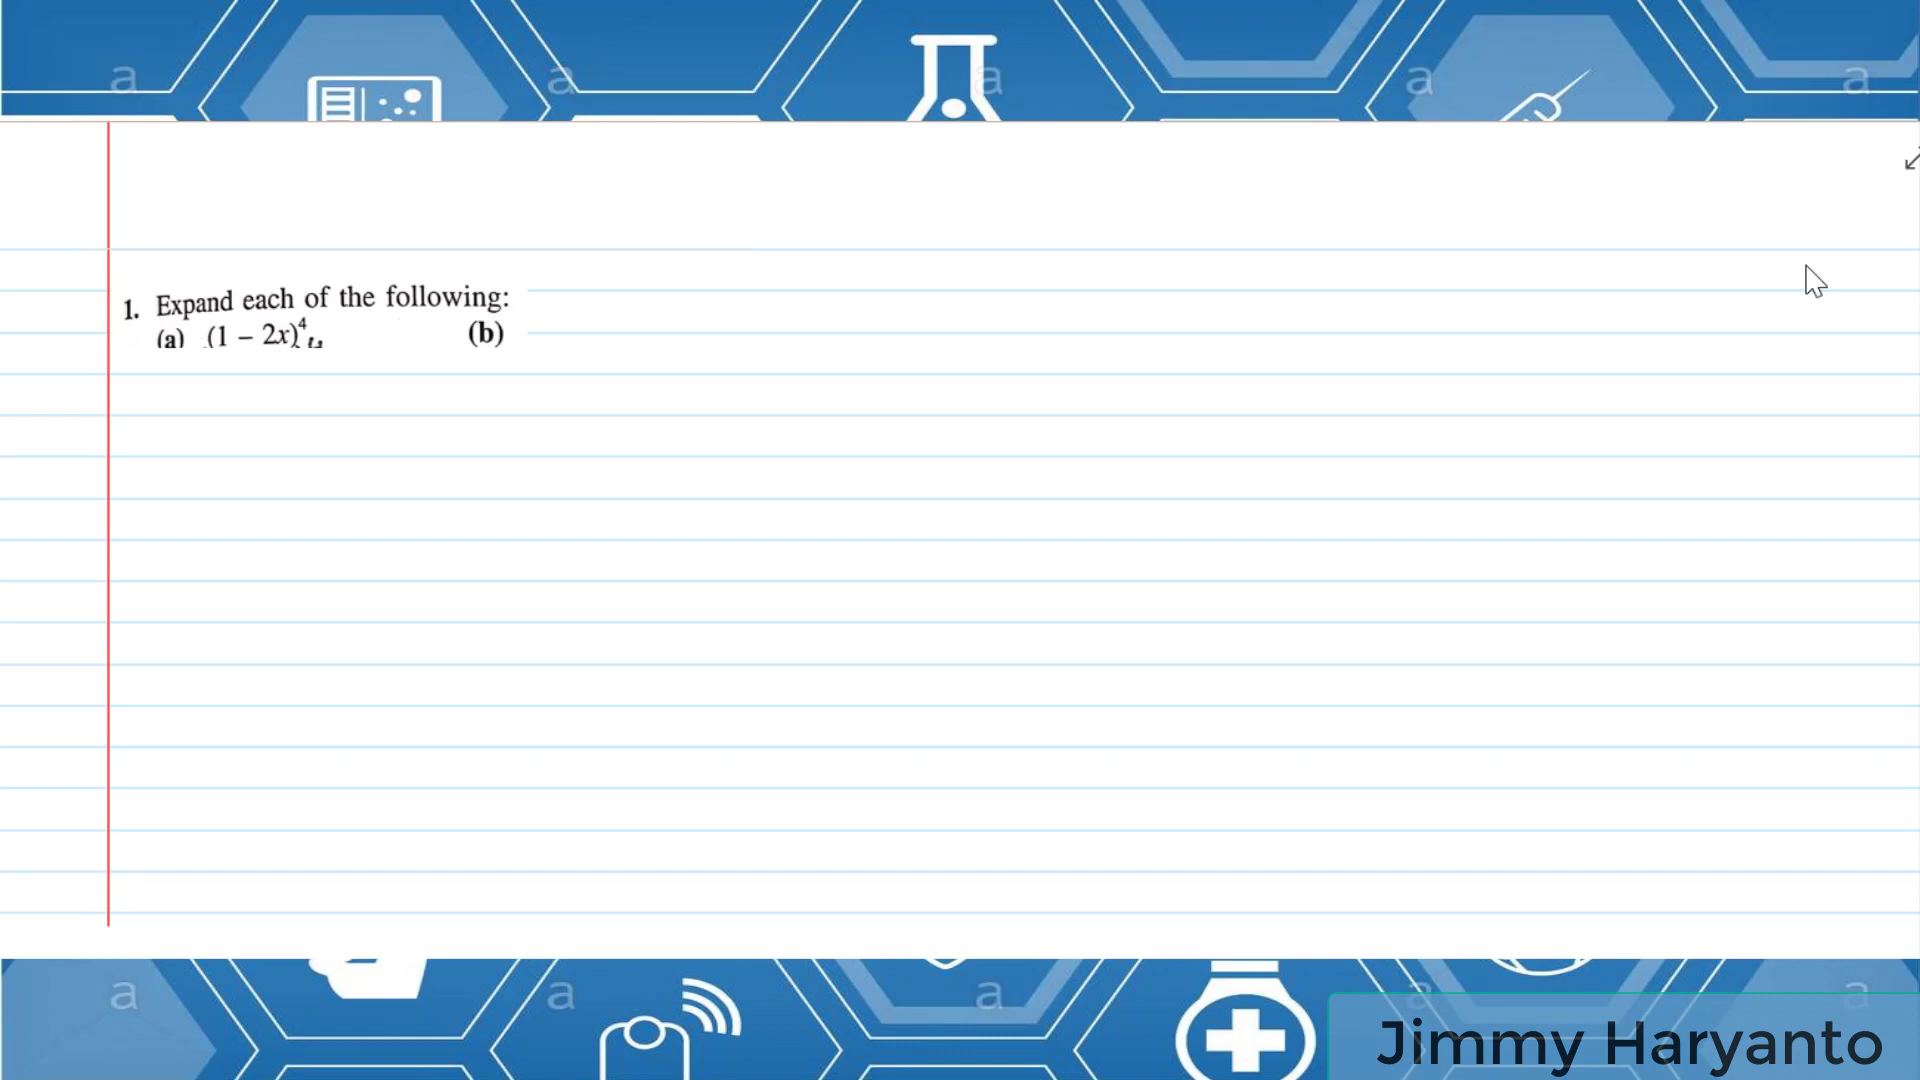 1. Expand each of the following:
(a) (1 – 2x)⁴ (b)
a a a a a
a a a a a
Jimmy Haryanto